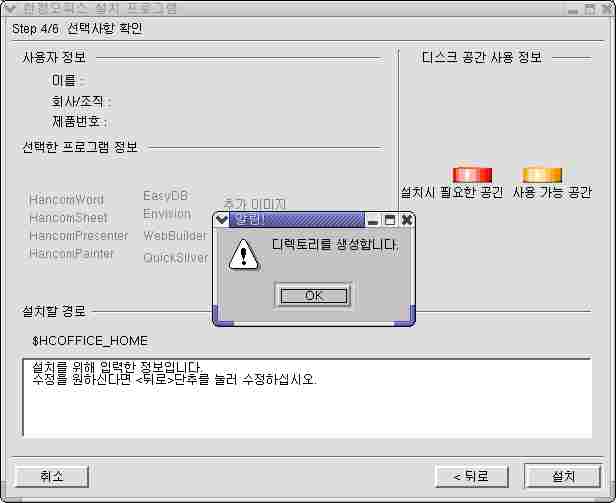 한컴오피스 설치 프로그램
Step 4/6 선택사항 확인
사용자 정보
이름 :
회사/조직 :
제품번호 :
디스크 공간 사용 정보
설치시 필요한 공간
사용 가능 공간
선택한 프로그램 정보
HancomWord
HancomSheet
HancomPresenter
HancomPainter
EasyDB
Envision
WebBuilder
QuickSilver
추가 이미지
알림!
디렉토리를 생성합니다.
OK
설치할 경로
$HCOFFICE_HOME
설치를 위해 입력한 정보입니다.
수정을 원하신다면 <뒤로>단추를 눌러 수정하십시오.
취소
< 뒤로
설치